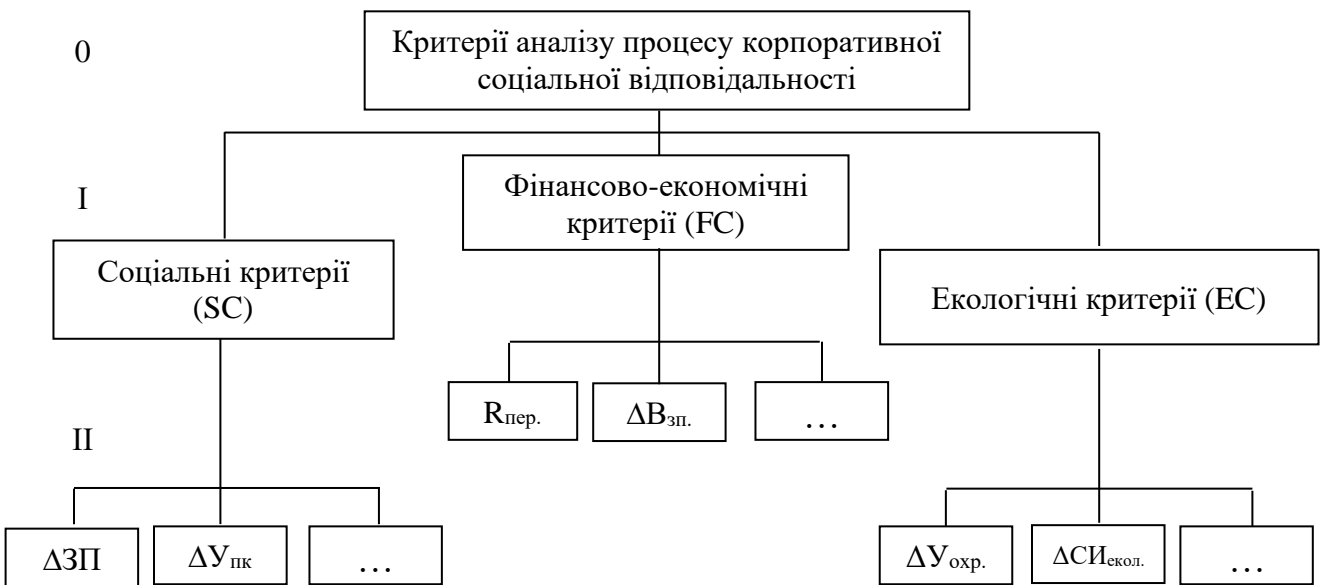 0
Критерії аналізу процесу корпоративної
соціальної відповідальності
I
Фінансово-економічні
критерії (FC)
Соціальні критерії
(SC)
Екологічні критерії (EC)
II
Rпер.
ΔВзп.
…
ΔЗП
ΔУпк
…
ΔУохр.
ΔСИекол.
…